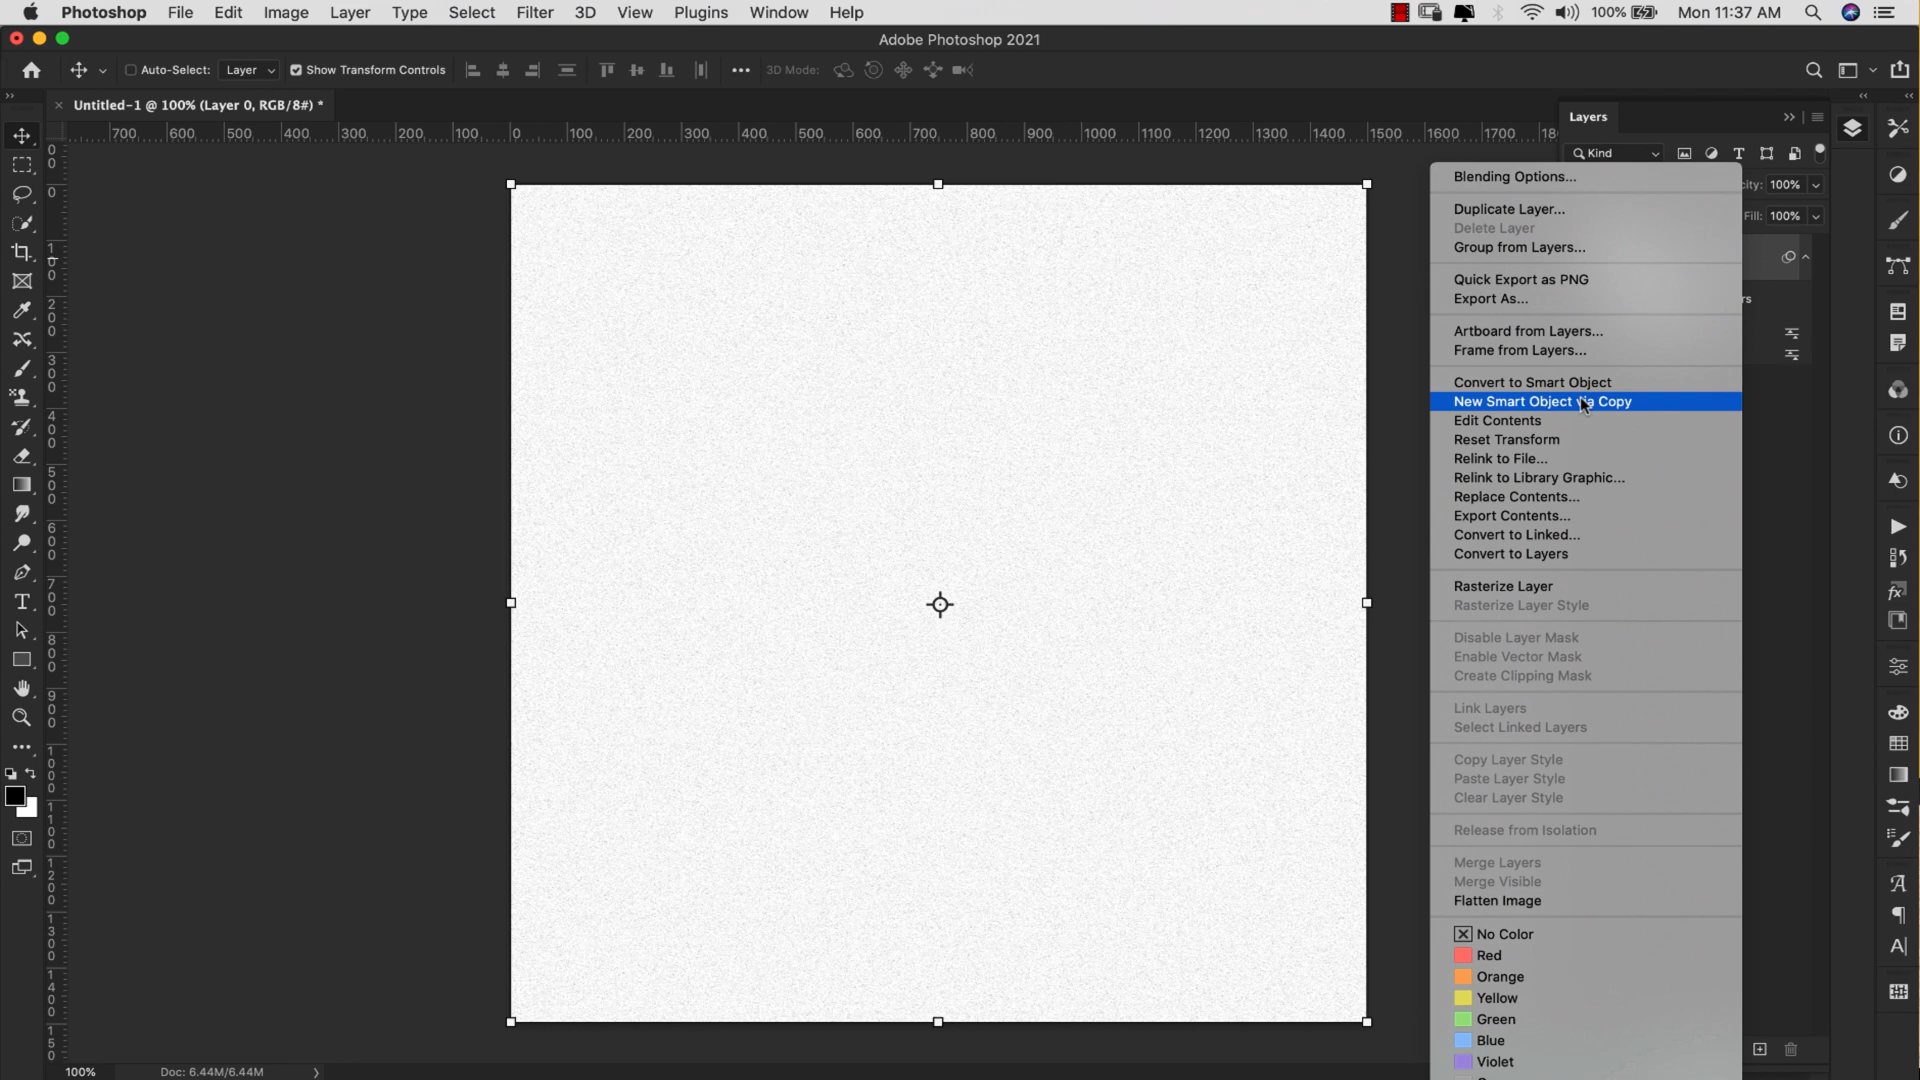 Photoshop File Edit Image Layer Type Select Filter 3D View Plugins Window Help 100% Mon 11:37 AM
Adobe Photoshop 2021
Auto-Select: Layer Show Transform Controls ••• 3D Mode:
Untitled-1 @ 100% (Layer 0, RGB/8#) *
Layers
700 600 500 400 300 200 100 0 100 200 300 400 500 600 700 800 900 1000 1100 1200 1300 1400 1500 1600 1700
Kind
Blending Options...
100%
Duplicate Layer...
Fill: 100%
Delete Layer
Group from Layers...
Quick Export as PNG
Export As...
Artboard from Layers...
Frame from Layers...
Convert to Smart Object
New Smart Object via Copy
Edit Contents
Reset Transform
Relink to File...
Relink to Library Graphic...
Replace Contents...
Export Contents...
Convert to Linked...
Convert to Layers
Rasterize Layer
Rasterize Layer Style
Disable Layer Mask
Enable Vector Mask
Create Clipping Mask
Link Layers
Select Linked Layers
Copy Layer Style
Paste Layer Style
Clear Layer Style
Release from Isolation
Merge Layers
Merge Visible
Flatten Image
No Color
Red
Orange
Yellow
Green
Blue
Violet
100% Doc: 6.44M/6.44M